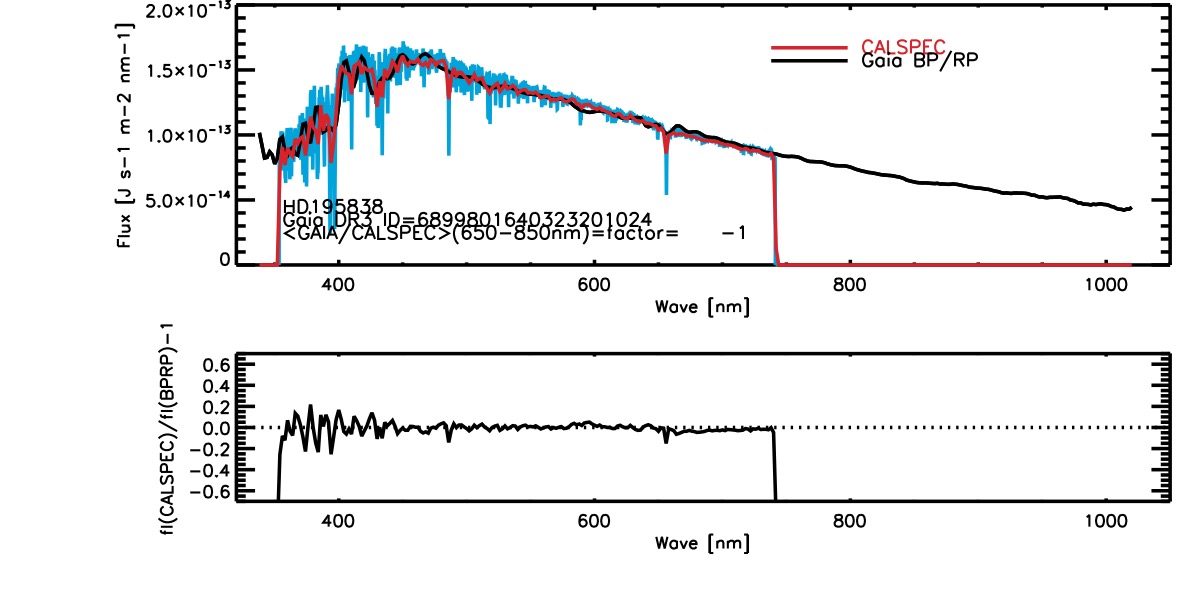 2.0×10⁻¹³
1.5×10⁻¹³
1.0×10⁻¹³
5.0×10⁻¹⁴
0
Flux [J s−1 m−2 nm−1]
CALSPEC
Gaia BP/RP
HD195838
Gaia DR3 ID=6899801640323201024
<GAIA/CALSPEC>(650−850nm)=factor= −1
400 600 800 1000
Wave [nm]
fl(CALSPEC)/fl(BPRP)−1
0.6
0.4
0.2
0.0
−0.2
−0.4
−0.6
400 600 800 1000
Wave [nm]